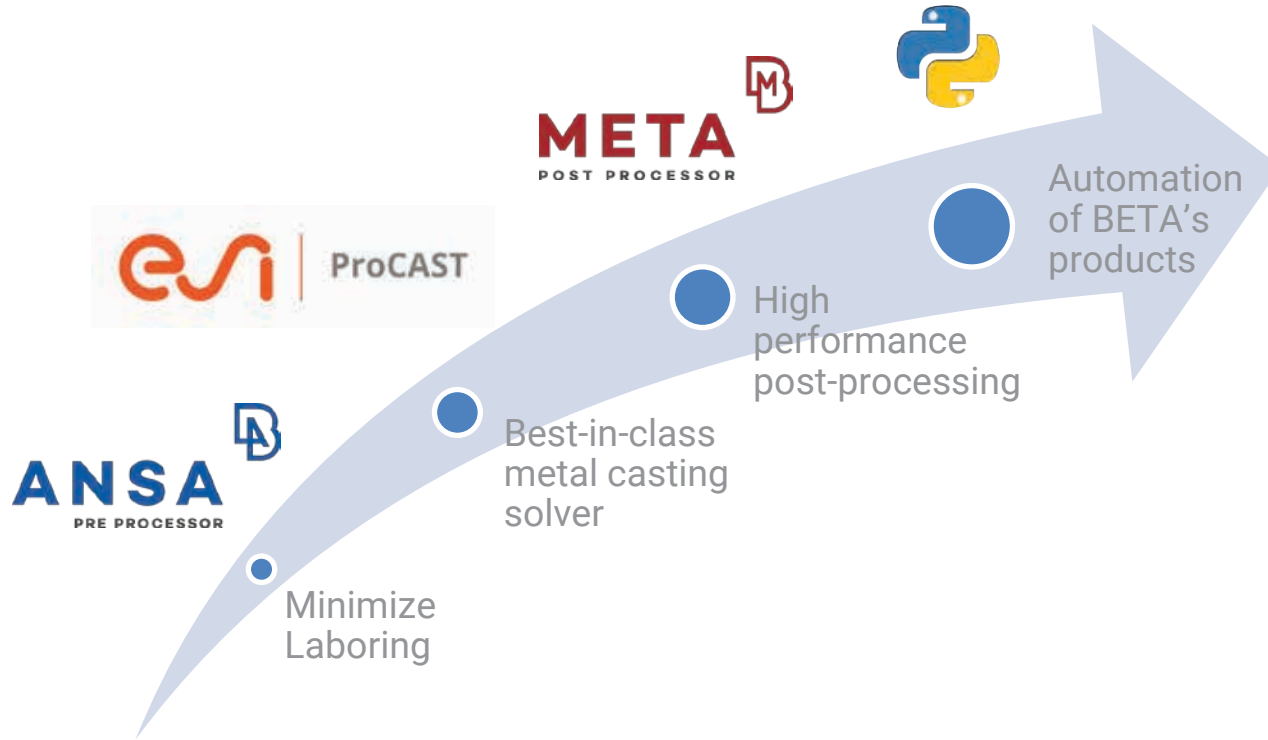 META
POST PROCESSOR
esi
ProCAST
ANSA
PRE PROCESSOR
Minimize
Laboring
Best-in-class
metal casting
solver
High
performance
post-processing
Automation
of BETA's
products